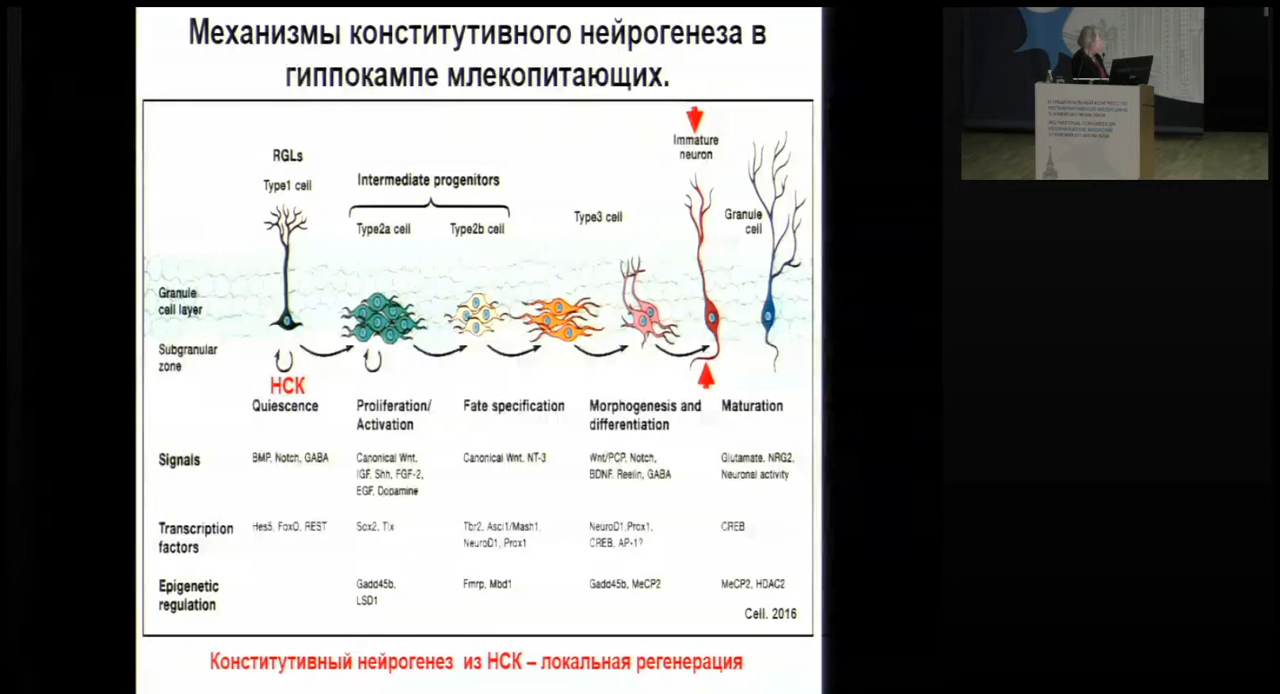 Механизмы конститутивного нейрогенеза в
гиппокампе млекопитающих.
Immature
neuron
RGLs
Type1 cell
Intermediate progenitors
Type2a cell
Type2b cell
Type3 cell
Granule
cell
Granule
cell layer
Subgranular
zone
НСК
Quiescence
Proliferation/
Activation
Fate specification
Morphogenesis and
differentiation
Maturation
Signals
BMP, Notch, GABA
Canonical Wnt,
IGF, Shh, FGF-2,
EGF, Dopamine
Canonical Wnt, NT-3
Wnt/PCP, Notch,
BDNF, Reelin, GABA
Glutamate, NRG2,
Neuronal activity
Transcription
factors
Hes5, FoxO, REST
Sox2, Tlx
Tbr2, Ascl1/Mash1,
NeuroD1, Prox1
NeuroD1,Prox1,
CREB, AP-1?
CREB
Epigenetic
regulation
Gadd45b,
LSD1
Fmrp, Mbd1
Gadd45b, MeCP2
MeCP2, HDAC2
Cell. 2016
Конститутивный нейрогенез из НСК – локальная регенерация